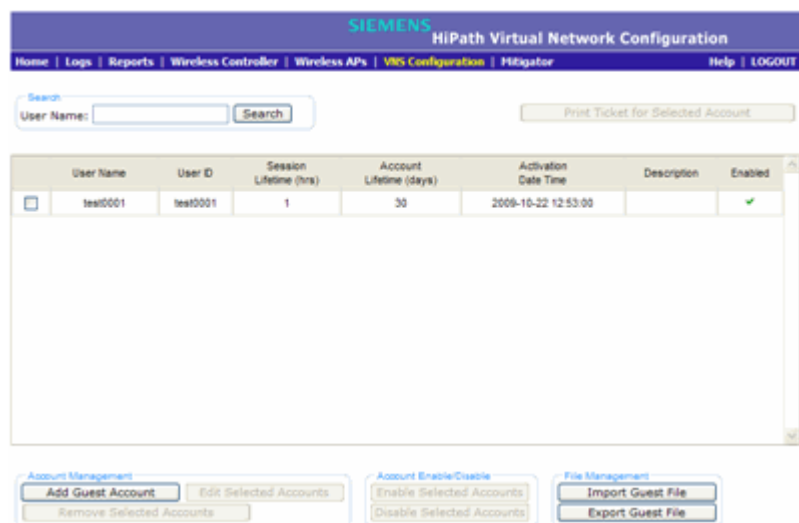 SIEMENS
HiPath Virtual Network Configuration
Home | Logs | Reports | Wireless Controller | Wireless APs | VNS Configuration | Mitigator Help | LOGOUT
Search
User Name: Search Print Ticket for Selected Account
User Name User ID Session Lifetime (hrs) Account Lifetime (days) Activation Date Time Description Enabled
test0001 test0001 1 30 2009-10-22 12:53:00
Account Management Account Enable/Disable File Management
Add Guest Account Edit Selected Accounts Enable Selected Accounts Import Guest File
Remove Selected Accounts Disable Selected Accounts Export Guest File